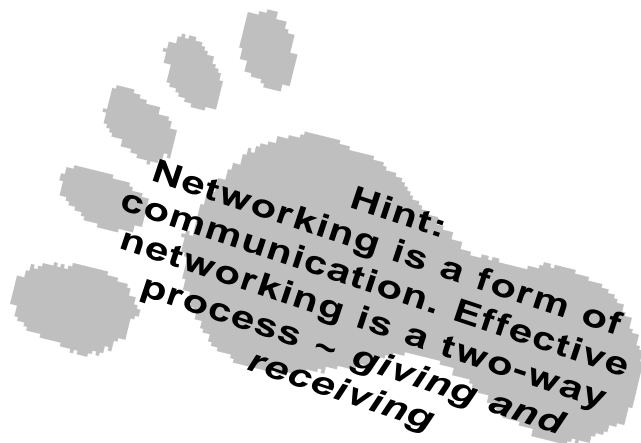 Hint:
Networking is a form of
communication. Effective
networking is a two-way
process ~ giving and
receiving